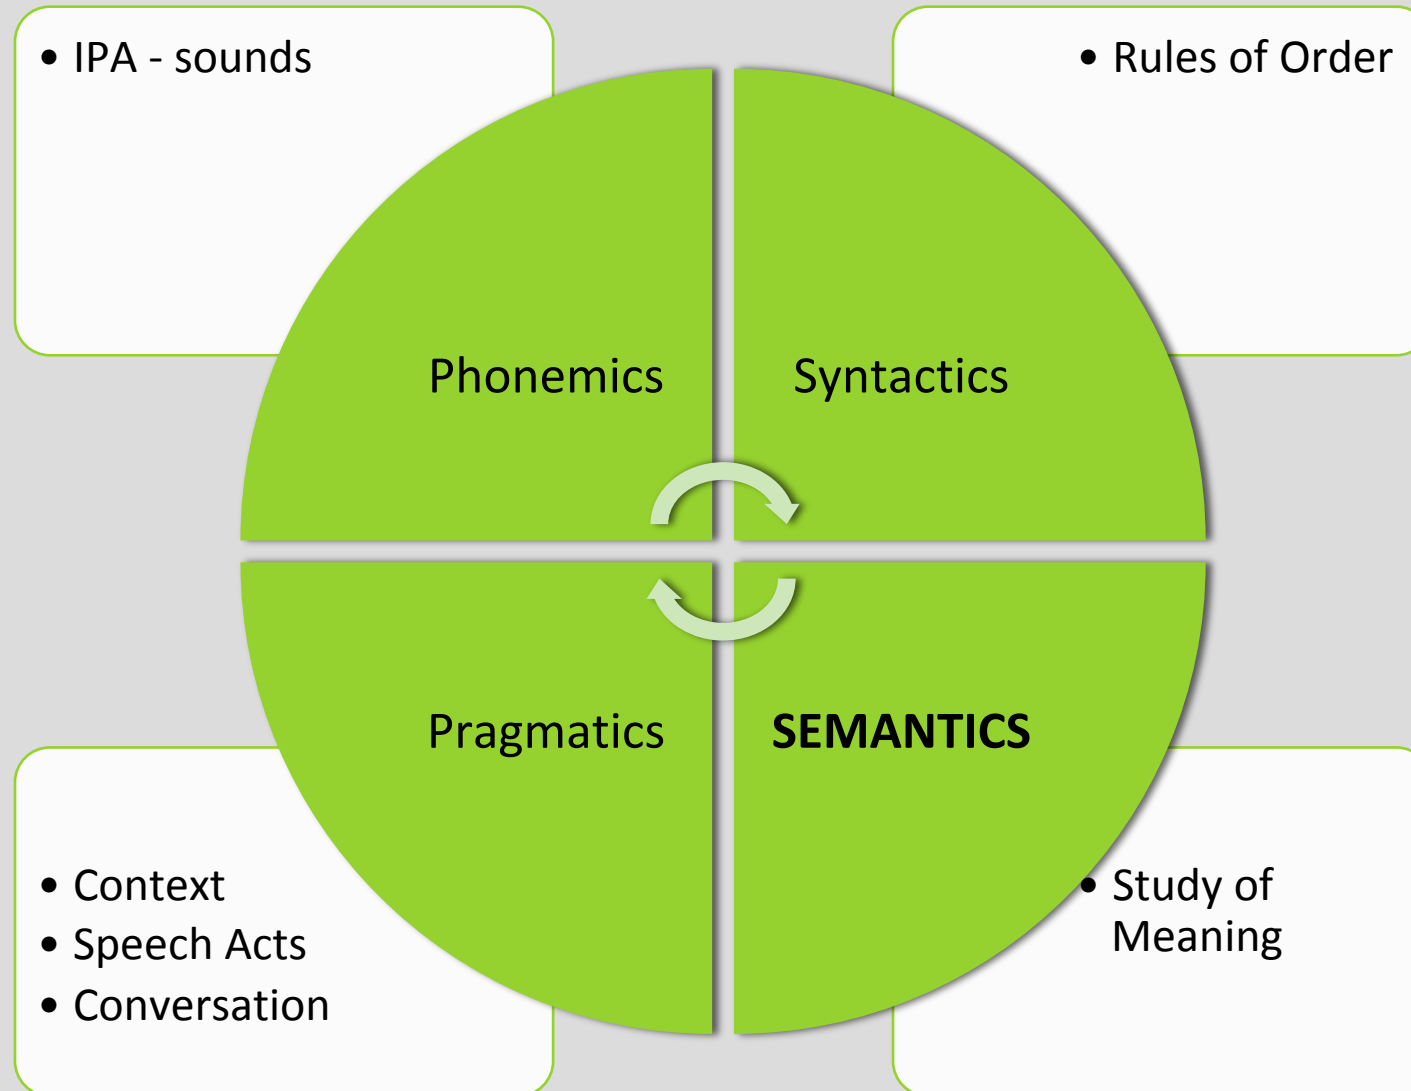 • IPA - sounds
• Rules of Order
Phonemics
Syntactics
Pragmatics
SEMANTICS
• Context
• Speech Acts
• Conversation
• Study of
Meaning